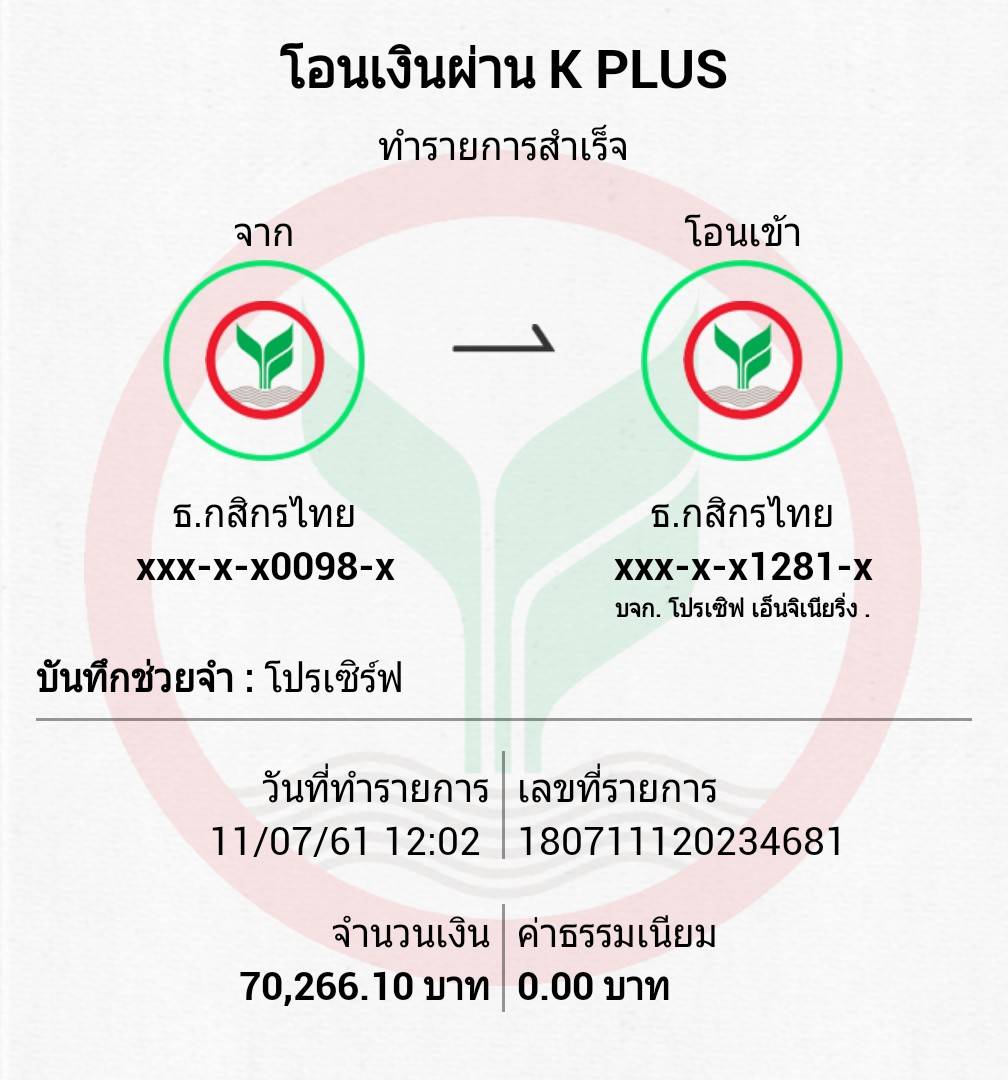 โอนเงินผ่าน K PLUS
ทำรายการสำเร็จ
จาก
โอนเข้า
ธ.กสิกรไทย
xxx-x-x0098-x
ธ.กสิกรไทย
xxx-x-x1281-x
บจก. โปรเซิฟ เอ็นจิเนียริ่ง .
บันทึกช่วยจำ : โปรเซิร์ฟ
วันที่ทำรายการ
11/07/61 12:02
เลขที่รายการ
180711120234681
จำนวนเงิน
70,266.10 บาท
ค่าธรรมเนียม
0.00 บาท